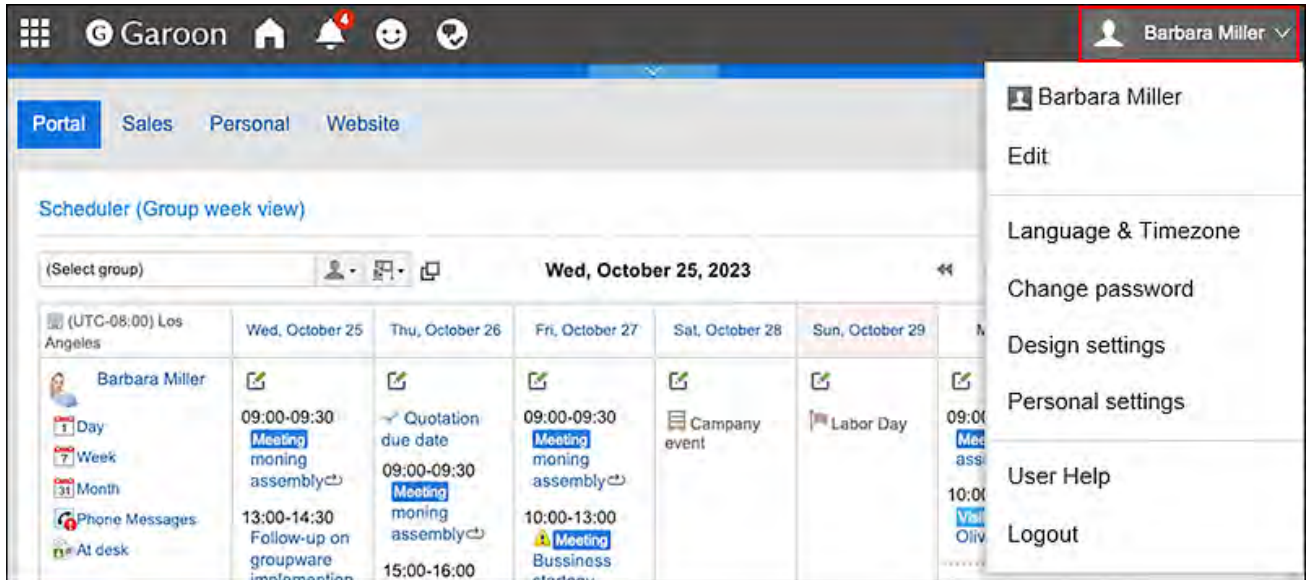 G Garoon 4 Barbara Miller
Portal Sales Personal Website
Scheduler (Group week view)
(Select group)
Wed, October 25, 2023
(UTC-08:00) Los
Angeles
Wed, October 25
Thu, October 26
Fri, October 27
Sat, October 28
Sun, October 29
Barbara Miller
1 Day
7 Week
31 Month
Phone Messages
At desk
09:00-09:30
Meeting
moning
assembly
13:00-14:30
Follow-up on
groupware
Quotation
due date
09:00-09:30
Meeting
moning
assembly
15:00-16:00
09:00-09:30
Meeting
moning
assembly
10:00-13:00
Meeting
Bussiness
Campany
event
Labor Day
Barbara Miller
Edit
Language & Timezone
Change password
Design settings
Personal settings
User Help
Logout